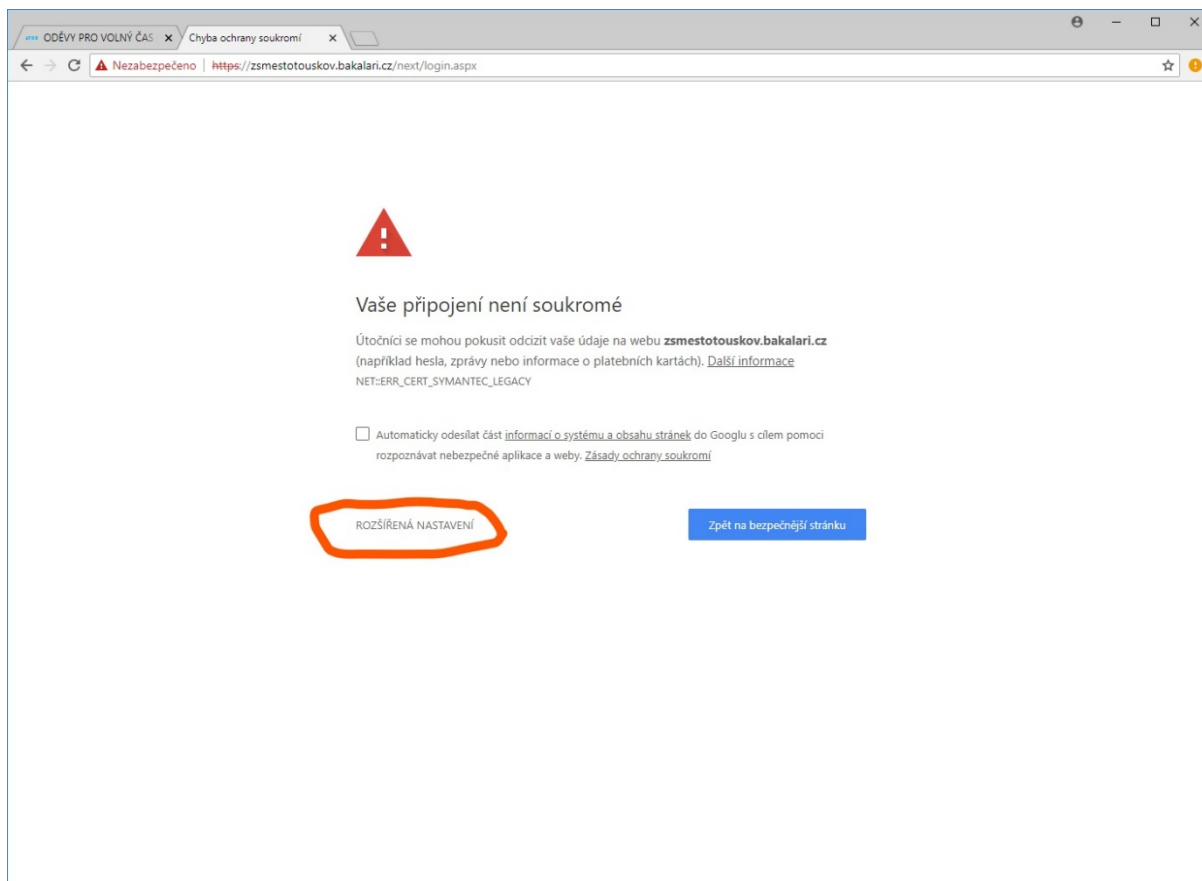 ODĚVY PRO VOLNÝ ČAS
Chyba ochrany soukromí
Nezabezpečeno | https://zsmestotouskov.bakalari.cz/next/login.aspx
Vaše připojení není soukromé
Útočníci se mohou pokusit odcizit vaše údaje na webu zsmestotouskov.bakalari.cz
(například hesla, zprávy nebo informace o platebních kartách). Další informace
NET::ERR_CERT_SYMANTEC_LEGACY
Automaticky odesílat část informací o systému a obsahu stránek do Googlu s cílem pomoci
rozpoznávat nebezpečné aplikace a weby. Zásady ochrany soukromí
ROZŠÍŘENÁ NASTAVENÍ
Zpět na bezpečnější stránku